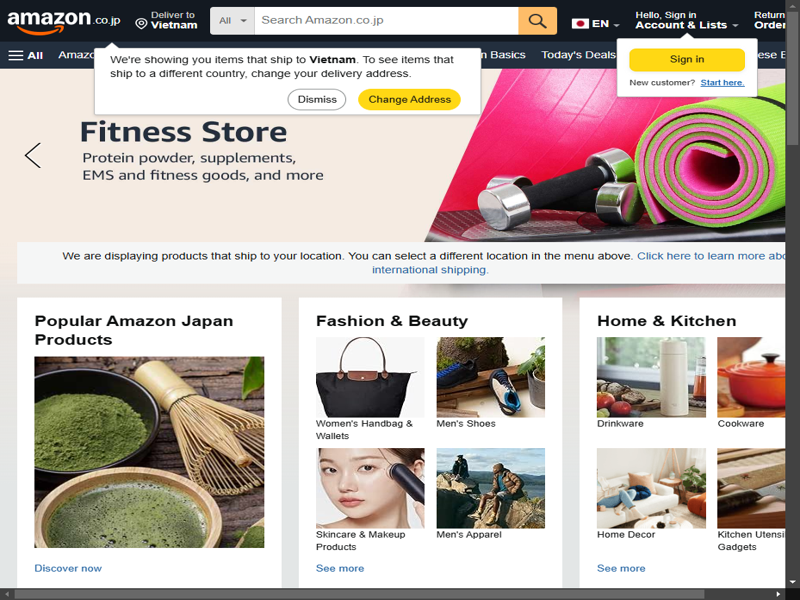 amazon.co.jp
Deliver to
Vietnam
All
Search Amazon.co.jp
EN
Hello, Sign in
Account & Lists
Return
Order
All
Amazo
n Basics
Today's Deals
ese E
Sign in
New customer? Start here.
We're showing you items that ship to Vietnam. To see items that
ship to a different country, change your delivery address.
Dismiss
Change Address
Fitness Store
Protein powder, supplements,
EMS and fitness goods, and more
We are displaying products that ship to your location. You can select a different location in the menu above. Click here to learn more abo
international shipping.
Popular Amazon Japan
Products
Discover now
Fashion & Beauty
Women's Handbag &
Wallets
Men's Shoes
Skincare & Makeup
Products
Men's Apparel
See more
Home & Kitchen
Drinkware
Cookware
Home Decor
Kitchen Utensi
Gadgets
See more